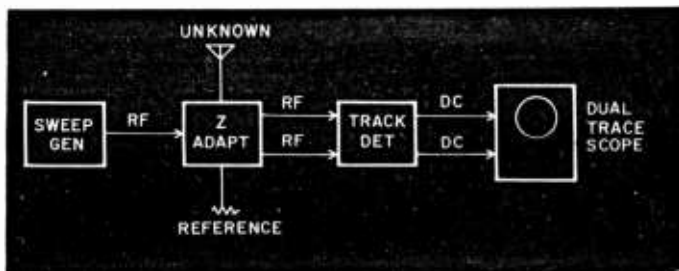 UNKNOWN
SWEEP
GEN
RF
Z
ADAPT
RF
RF
TRACK
DET
DC
DC
DUAL
TRACE
SCOPE
REFERENCE